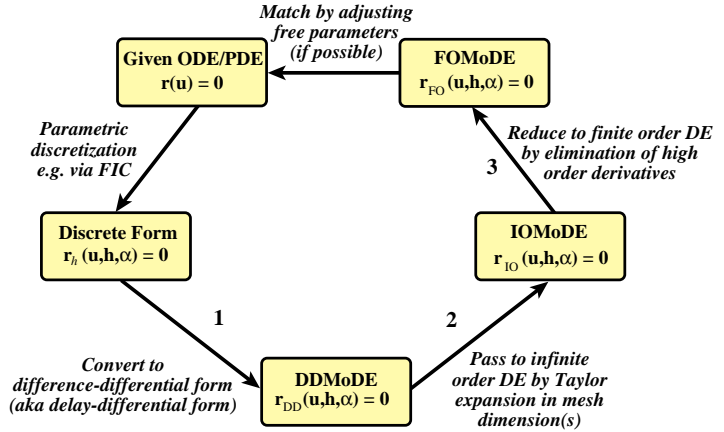 Match by adjusting
free parameters
(if possible)
Given ODE/PDE
r(u) = 0
FOMoDE
r_FO (u,h,α) = 0
Parametric
discretization
e.g. via FIC
Reduce to finite order DE
by elimination of high
order derivatives
3
Discrete Form
r_h (u,h,α) = 0
IOMoDE
r_IO (u,h,α) = 0
1
2
Convert to
difference-differential form
(aka delay-differential form)
DDMoDE
r_DD (u,h,α) = 0
Pass to infinite
order DE by Taylor
expansion in mesh
dimension(s)